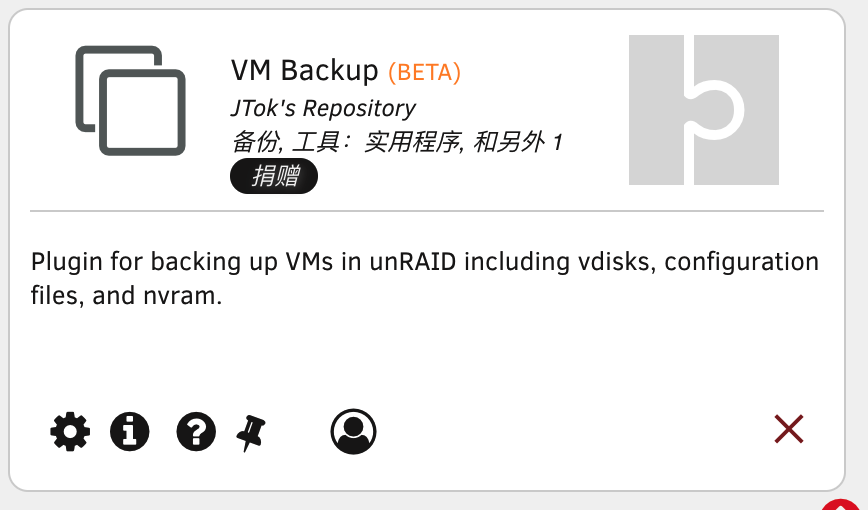 VM Backup (BETA)
JTok's Repository
备份, 工具：实用程序, 和另外 1
捐赠
Plugin for backing up VMs in unRAID including vdisks, configuration
files, and nvram.